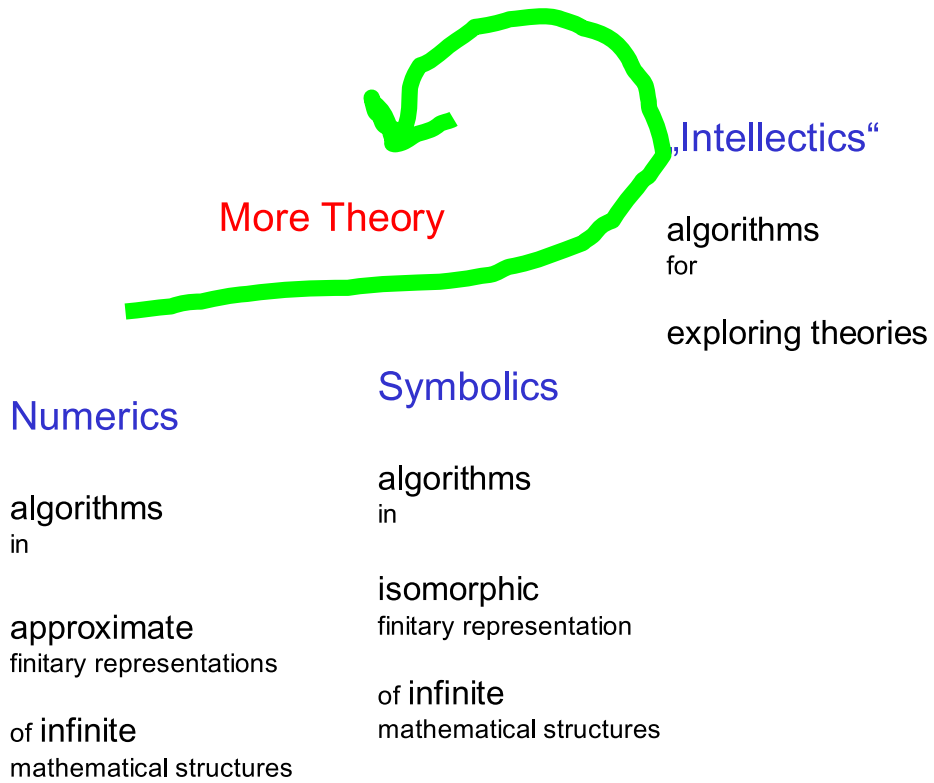 More Theory
Numerics
algorithms
in
approximate
finitary representations
of infinite
mathematical structures
Symbolics
algorithms
in
isomorphic
finitary representation
of infinite
mathematical structures
„Intellectics“
algorithms
for
exploring theories